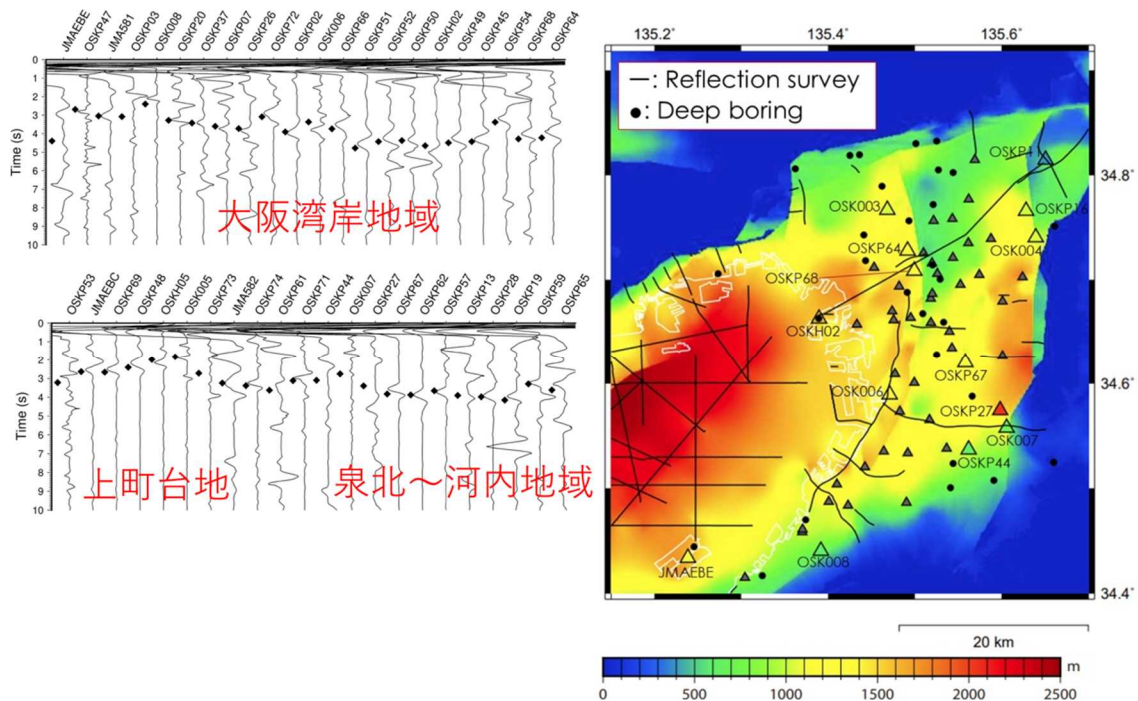 JMAEBE OSKP47 JMA581 OSKP03 OSK008 OSKP20 OSKP37 OSKP07 OSKP26 OSKP72 OSKP02 OSK006 OSKP66 OSKP51 OSKP52 OSKP50 OSKH02 OSKP49 OSKP45 OSKP54 OSKP68 OSKP64
0
1
2
3
4
5
6
7
8
9
10
Time (s)
大阪湾岸地域
OSKP53 JMAEBC OSKP69 OSKP48 OSKH05 OSK005 OSKP73 JMA582 OSKP74 OSKP61 OSKP71 OSKP44 OSK007 OSKP27 OSKP67 OSKP62 OSKP57 OSKP13 OSKP28 OSKP19 OSKP59 OSKP65
0
1
2
3
4
5
6
7
8
9
10
Time (s)
上町台地
泉北〜河内地域
135.2° 135.4° 135.6°
—: Reflection survey
●: Deep boring
OSKP11
34.8°
OSK003
OSKP16
OSKP64
OSK004
OSKP68
OSKH02
OSKP67
34.6°
OSK006
OSKP27
OSK007
OSKP44
OSK008
JMAEBE
34.4°
20 km
m
0 500 1000 1500 2000 2500